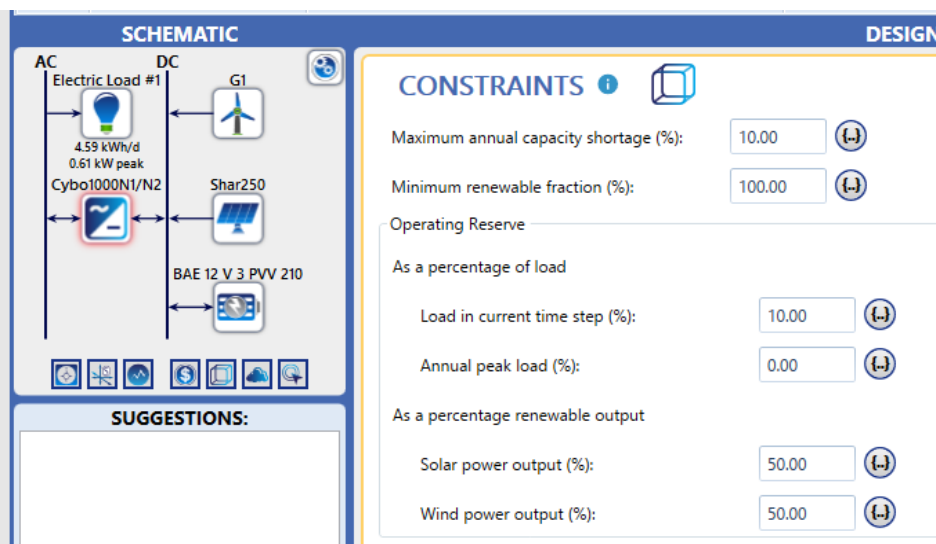 SCHEMATIC
DESIGN
AC
DC
Electric Load #1
G1
4.59 kWh/d
0.61 kW peak
Cybo1000N1/N2
Shar250
BAE 12 V 3 PVV 210
SUGGESTIONS:
CONSTRAINTS
Maximum annual capacity shortage (%): 10.00 {..}
Minimum renewable fraction (%): 100.00 {..}
Operating Reserve
As a percentage of load
Load in current time step (%): 10.00 {..}
Annual peak load (%): 0.00 {..}
As a percentage renewable output
Solar power output (%): 50.00 {..}
Wind power output (%): 50.00 {..}